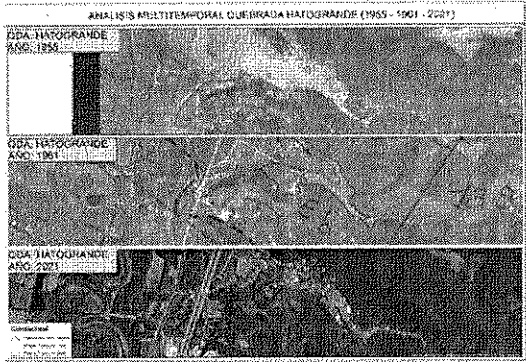 ANALISIS MULTITEMPORAL QUEBRADA HATOGRANDE (1955 - 1961 - 2021)
QDA. HATOGRANDE
AÑO: 1955
QDA. HATOGRANDE
AÑO: 1961
QDA. HATOGRANDE
AÑO: 2021